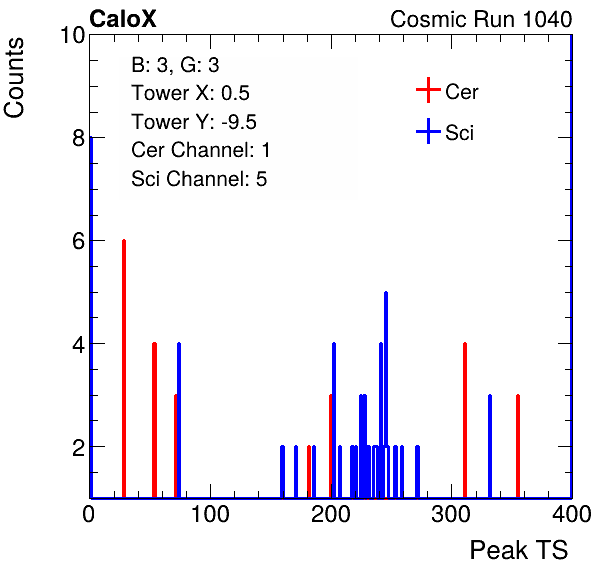 CaloX
Cosmic Run 1040
Counts
B: 3, G: 3
Tower X: 0.5
Tower Y: -9.5
Cer Channel: 1
Sci Channel: 5
Cer
Sci
10
8
6
4
2
0
100
200
300
400
Peak TS